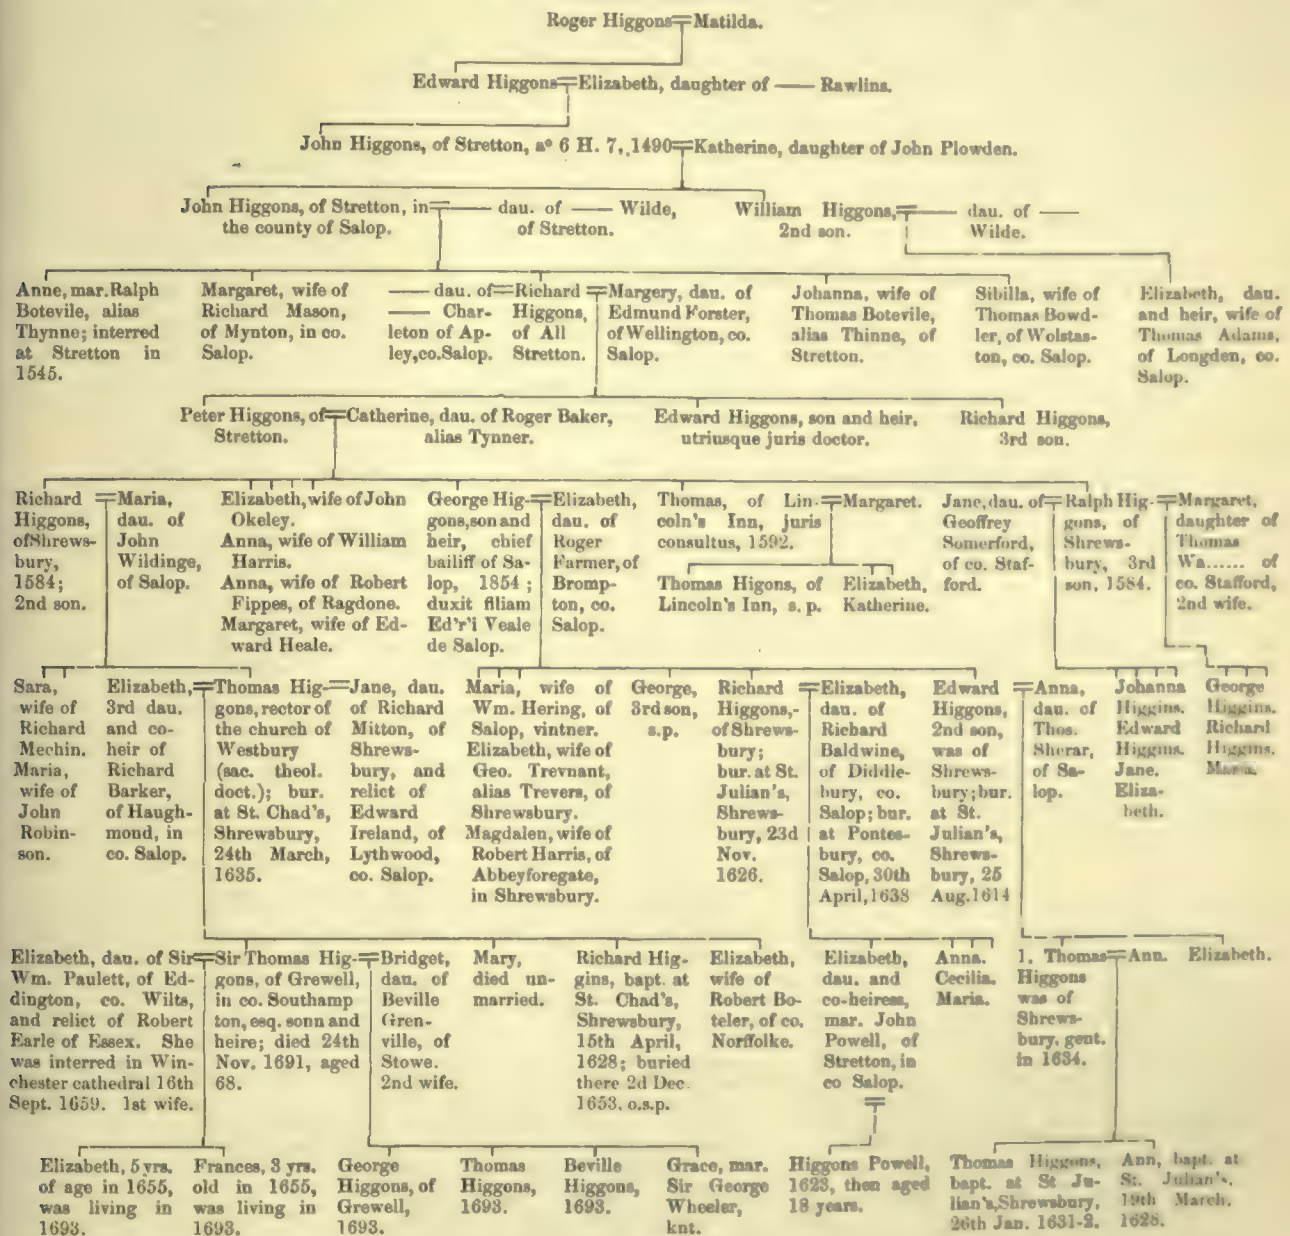 Roger Higgons=Matilda.
Edward Higgons=Elizabeth, daughter of —— Rawlins.
John Higgons, of Stretton, aº 6 H. 7, 1490=Katherine, daughter of John Plowden.
John Higgons, of Stretton, in
the county of Salop.
=—— dau. of —— Wilde,
of Stretton.
William Higgons,
2nd son.
=—— dau. of ——
Wilde.
Anne, mar. Ralph
Botevile, alias
Thynne; interred
at Stretton in
1545.
Margaret, wife of
Richard Mason,
of Mynton, in co.
Salop.
—— dau. of
—— Char-
leton of Ap-
ley, co. Salop.
=Richard
Higgons,
of All
Stretton.
=Margery, dau. of
Edmund Forster,
of Wellington, co.
Salop.
Johanna, wife of
Thomas Botevile,
alias Thinne, of
Stretton.
Sibilla, wife of
Thomas Bowd-
ler, of Wolstas-
ton, co. Salop.
Elizabeth, dau.
and heir, wife of
Thomas Adams,
of Longden, co.
Salop.
Peter Higgons, of
Stretton.
=Catherine, dau. of Roger Baker,
alias Tynner.
Edward Higgons, son and heir,
utriusque juris doctor.
Richard Higgons,
3rd son.
Richard
Higgons,
of Shrews-
bury,
1584;
2nd son.
=Maria,
dau. of
John
Wildinge,
of Salop.
Elizabeth, wife of John
Okeley.
Anna, wife of William
Harris.
Anna, wife of Robert
Fippes, of Ragdone.
Margaret, wife of Ed-
ward Heale.
George Hig-
gons, son and
heir, chief
bailiff of Sa-
lop, 1854;
duxit filiam
Ed'r'i Veale
de Salop.
=Elizabeth,
dau. of
Roger
Farmer, of
Bromp-
ton, co.
Salop.
Thomas, of Lin-
coln's Inn, juris
consultus, 1592.
=Margaret.
Thomas Higons, of
Lincoln's Inn, s. p.
Elizabeth,
Katherine.
Jane, dau. of
Geoffrey
Somerford,
of co. Staf-
ford.
=Ralph Hig-
gons, of
Shrews-
bury, 3rd
son, 1584.
=Margaret,
daughter of
Thomas
Wa...... of
co. Stafford,
2nd wife.
Sara,
wife of
Richard
Mechin.
Maria,
wife of
John
Robin-
son.
Elizabeth,
3rd dau.
and co-
heir of
Richard
Barker,
of Haugh-
mond, in
co. Salop.
=Thomas Hig-
gons, rector of
the church of
Westbury
(sac. theol.
doct.); bur.
at St. Chad's,
Shrewsbury,
24th March,
1635.
=Jane, dau.
of Richard
Mitton, of
Shrews-
bury, and
relict of
Edward
Ireland, of
Lythwood,
co. Salop.
Maria, wife of
Wm. Hering, of
Salop, vintner.
Elizabeth, wife of
Geo. Trevnant,
alias Trevers, of
Shrewsbury.
Magdalen, wife of
Robert Harris, of
Abbeyforegate,
in Shrewsbury.
George,
3rd son,
s.p.
Richard
Higgons,-
of Shrews-
bury;
bur. at St.
Julian's,
Shrews-
bury, 23d
Nov.
1626.
=Elizabeth,
dau. of
Richard
Baldwine,
of Diddle-
bury, co.
Salop; bur.
at Pontes-
bury, co.
Salop, 30th
April, 1638
Edward
Higgons,
2nd son,
was of
Shrews-
bury; bur.
at St.
Julian's,
Shrews-
bury, 25
Aug. 1614
=Anna,
dau. of
Thos.
Sherar,
of Sa-
lop.
Johanna
Higgins.
Edward
Higgins.
Jane.
Eliza-
beth.
George
Higgins.
Richard
Higgins.
Maria.
Elizabeth, dau. of Sir
Wm. Paulett, of Ed-
dington, co. Wilts,
and relict of Robert
Earle of Essex. She
was interred in Win-
chester cathedral 16th
Sept. 1659. 1st wife.
=Sir Thomas Hig-
gons, of Grewell,
in co. Southamp
ton, esq. sonn and
heire; died 24th
Nov. 1691, aged
68.
=Bridget,
dau. of
Beville
Gren-
ville, of
Stowe.
2nd wife.
Mary,
died un-
married.
Richard Hig-
gins, bapt. at
St. Chad's,
Shrewsbury,
15th April,
1628; buried
there 2d Dec.
1653, o.s.p.
Elizabeth,
wife of
Robert Bo-
teler, of co.
Norffolke.
Elizabeth,
dau. and
co-heiress,
mar. John
Powell, of
Stretton, in
co Salop.
Anna.
Cecilia.
Maria.
1. Thomas
Higgons
was of
Shrews-
bury, gent.
in 1634.
=Ann.
Elizabeth.
Elizabeth, 5 yrs.
of age in 1655,
was living in
1693.
Frances, 3 yrs.
old in 1655,
was living in
1693.
George
Higgons, of
Grewell,
1693.
Thomas
Higgons,
1693.
Beville
Higgons,
1693.
Grace, mar.
Sir George
Wheeler,
knt.
Higgons Powell,
1623, then aged
18 years.
Thomas Higgons,
bapt. at St Ju-
lian's, Shrewsbury,
26th Jan. 1631-2.
Ann, bapt. at
St. Julian's,
19th March,
1628.